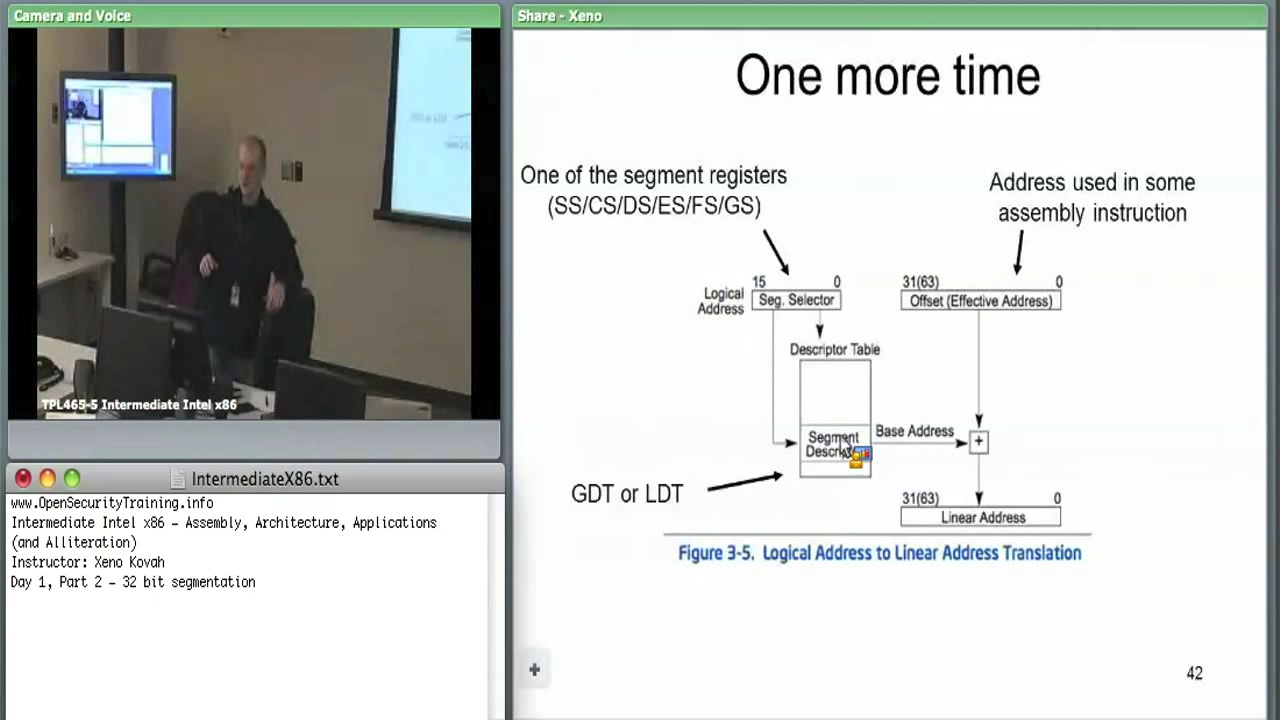 Camera and Voice
TPL465-5 Intermediate Intel x86
IntermediateX86.txt
www.OpenSecurityTraining.info
Intermediate Intel x86 – Assembly, Architecture, Applications
(and Alliteration)
Instructor: Xeno Kovah
Day 1, Part 2 – 32 bit segmentation
Share - Xeno
One more time
One of the segment registers
(SS/CS/DS/ES/FS/GS)
Address used in some
assembly instruction
15 0
31(63) 0
Logical
Address
Seg. Selector
Offset (Effective Address)
Descriptor Table
Segment
Base Address
+
GDT or LDT
31(63) 0
Linear Address
Figure 3-5. Logical Address to Linear Address Translation
+
42